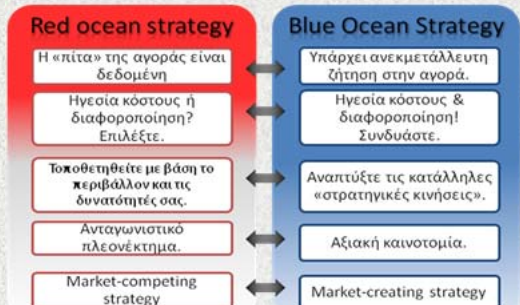 Red ocean strategy
Η «πίτα» της αγοράς είναι
δεδομένη
Ηγεσία κόστους ή
διαφοροποίηση?
Επιλέξτε.
Τοποθετηθείτε με βάση το
περιβάλλον και τις
δυνατότητές σας.
Ανταγωνιστικό
πλεονέκτημα.
Market-competing
strategy
Blue Ocean Strategy
Υπάρχει ανεκμετάλλευτη
ζήτηση στην αγορά.
Ηγεσία κόστους &
διαφοροποίηση!
Συνδυάστε.
Αναπτύξτε τις κατάλληλες
«στρατηγικές κινήσεις».
Αξιακή καινοτομία.
Market-creating strategy